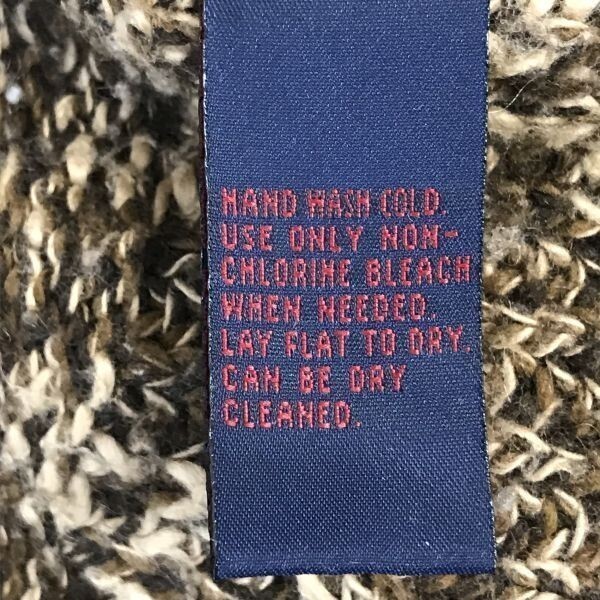 HAND WASH COLD.
USE ONLY NON-
CHLORINE BLEACH
WHEN NEEDED.
LAY FLAT TO DRY.
CAN BE DRY
CLEANED.